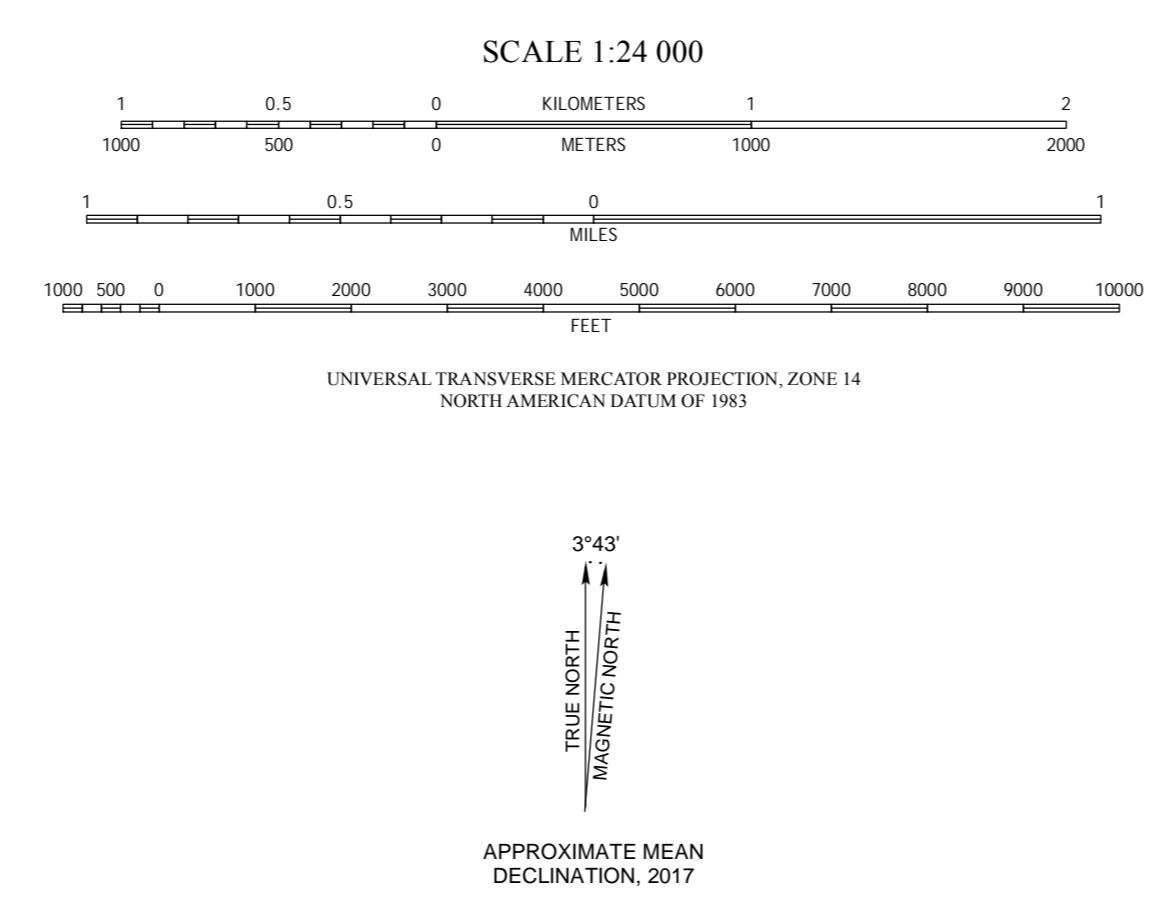 SCALE 1:24 000
1 0.5 0 KILOMETERS 1 2
1000 500 0 METERS 1000 2000
1 0.5 0 1
MILES
1000 500 0 1000 2000 3000 4000 5000 6000 7000 8000 9000 10000
FEET
UNIVERSAL TRANSVERSE MERCATOR PROJECTION, ZONE 14
NORTH AMERICAN DATUM OF 1983
3°43'
TRUE NORTH
MAGNETIC NORTH
APPROXIMATE MEAN
DECLINATION, 2017